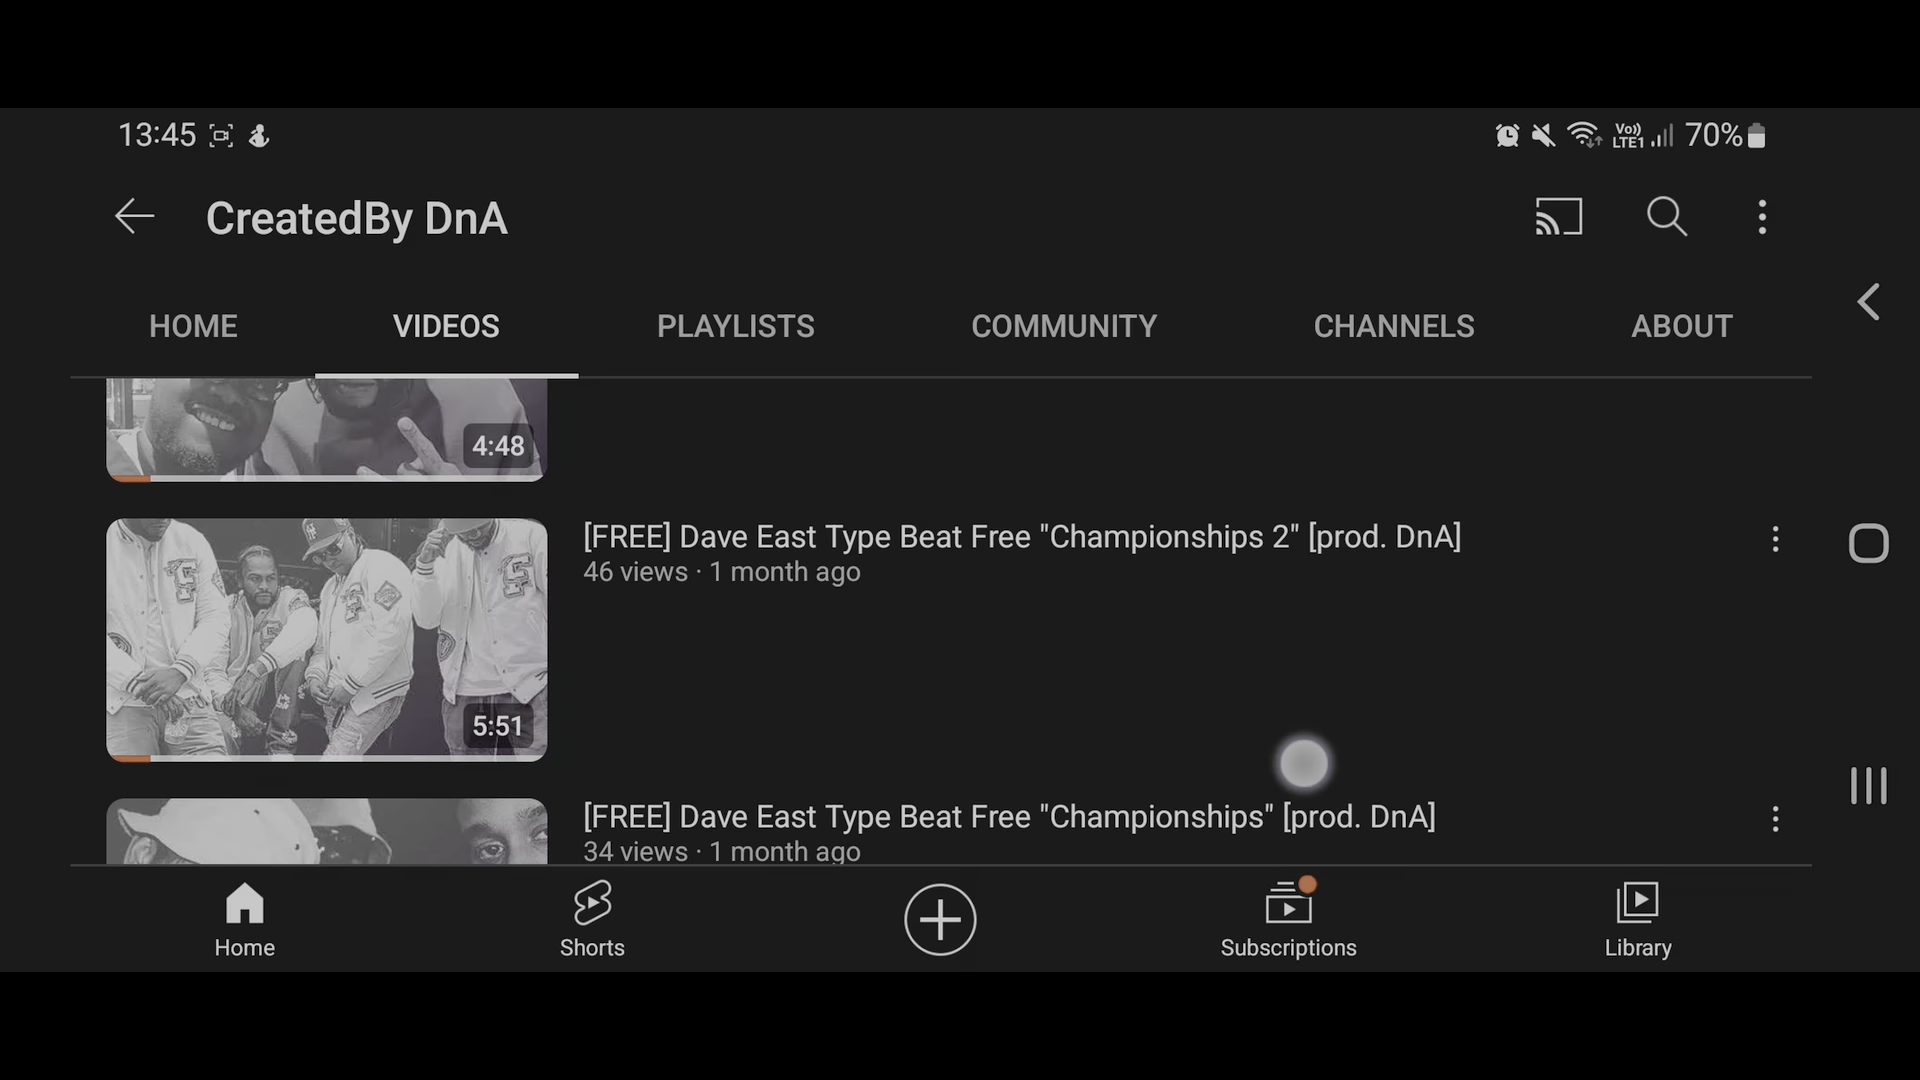 13:45
Vo)) LTE1 70%
CreatedBy DnA
HOME VIDEOS PLAYLISTS COMMUNITY CHANNELS ABOUT
4:48
[FREE] Dave East Type Beat Free "Championships 2" [prod. DnA]
46 views · 1 month ago
5:51
[FREE] Dave East Type Beat Free "Championships" [prod. DnA]
34 views · 1 month ago
Home Shorts Subscriptions Library